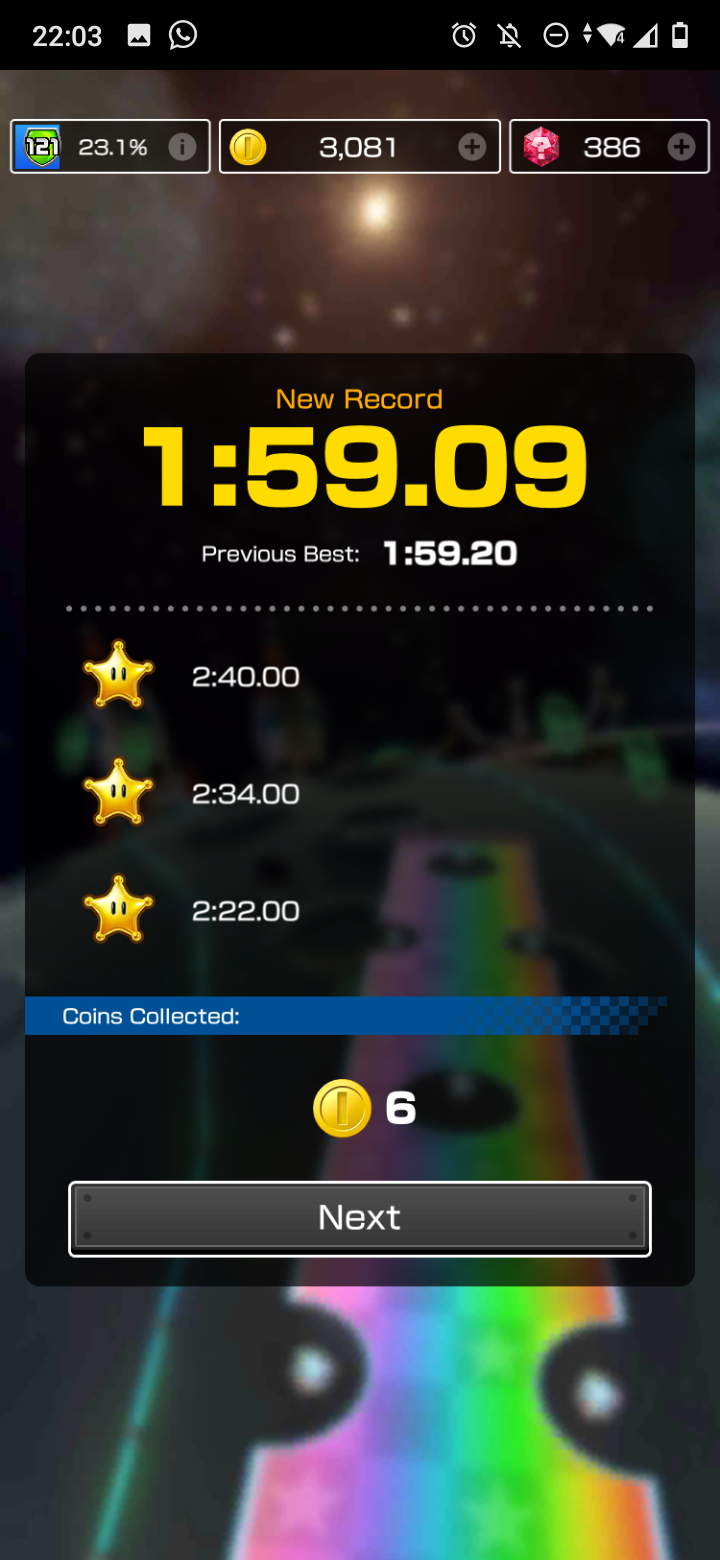 22:03
121 23.1% i 3,081 386
New Record
1:59.09
Previous Best: 1:59.20
2:40.00
2:34.00
2:22.00
Coins Collected:
6
Next